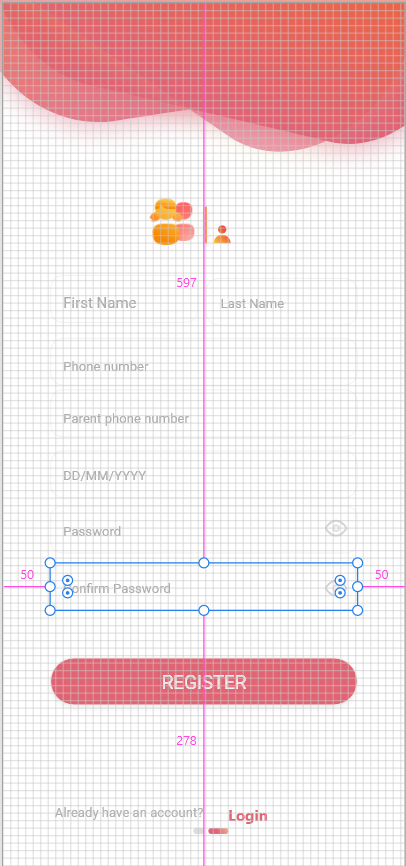 597
First Name
Last Name
Phone number
Parent phone number
DD/MM/YYYY
Password
50
50
Confirm Password
REGISTER
278
Already have an account? Login